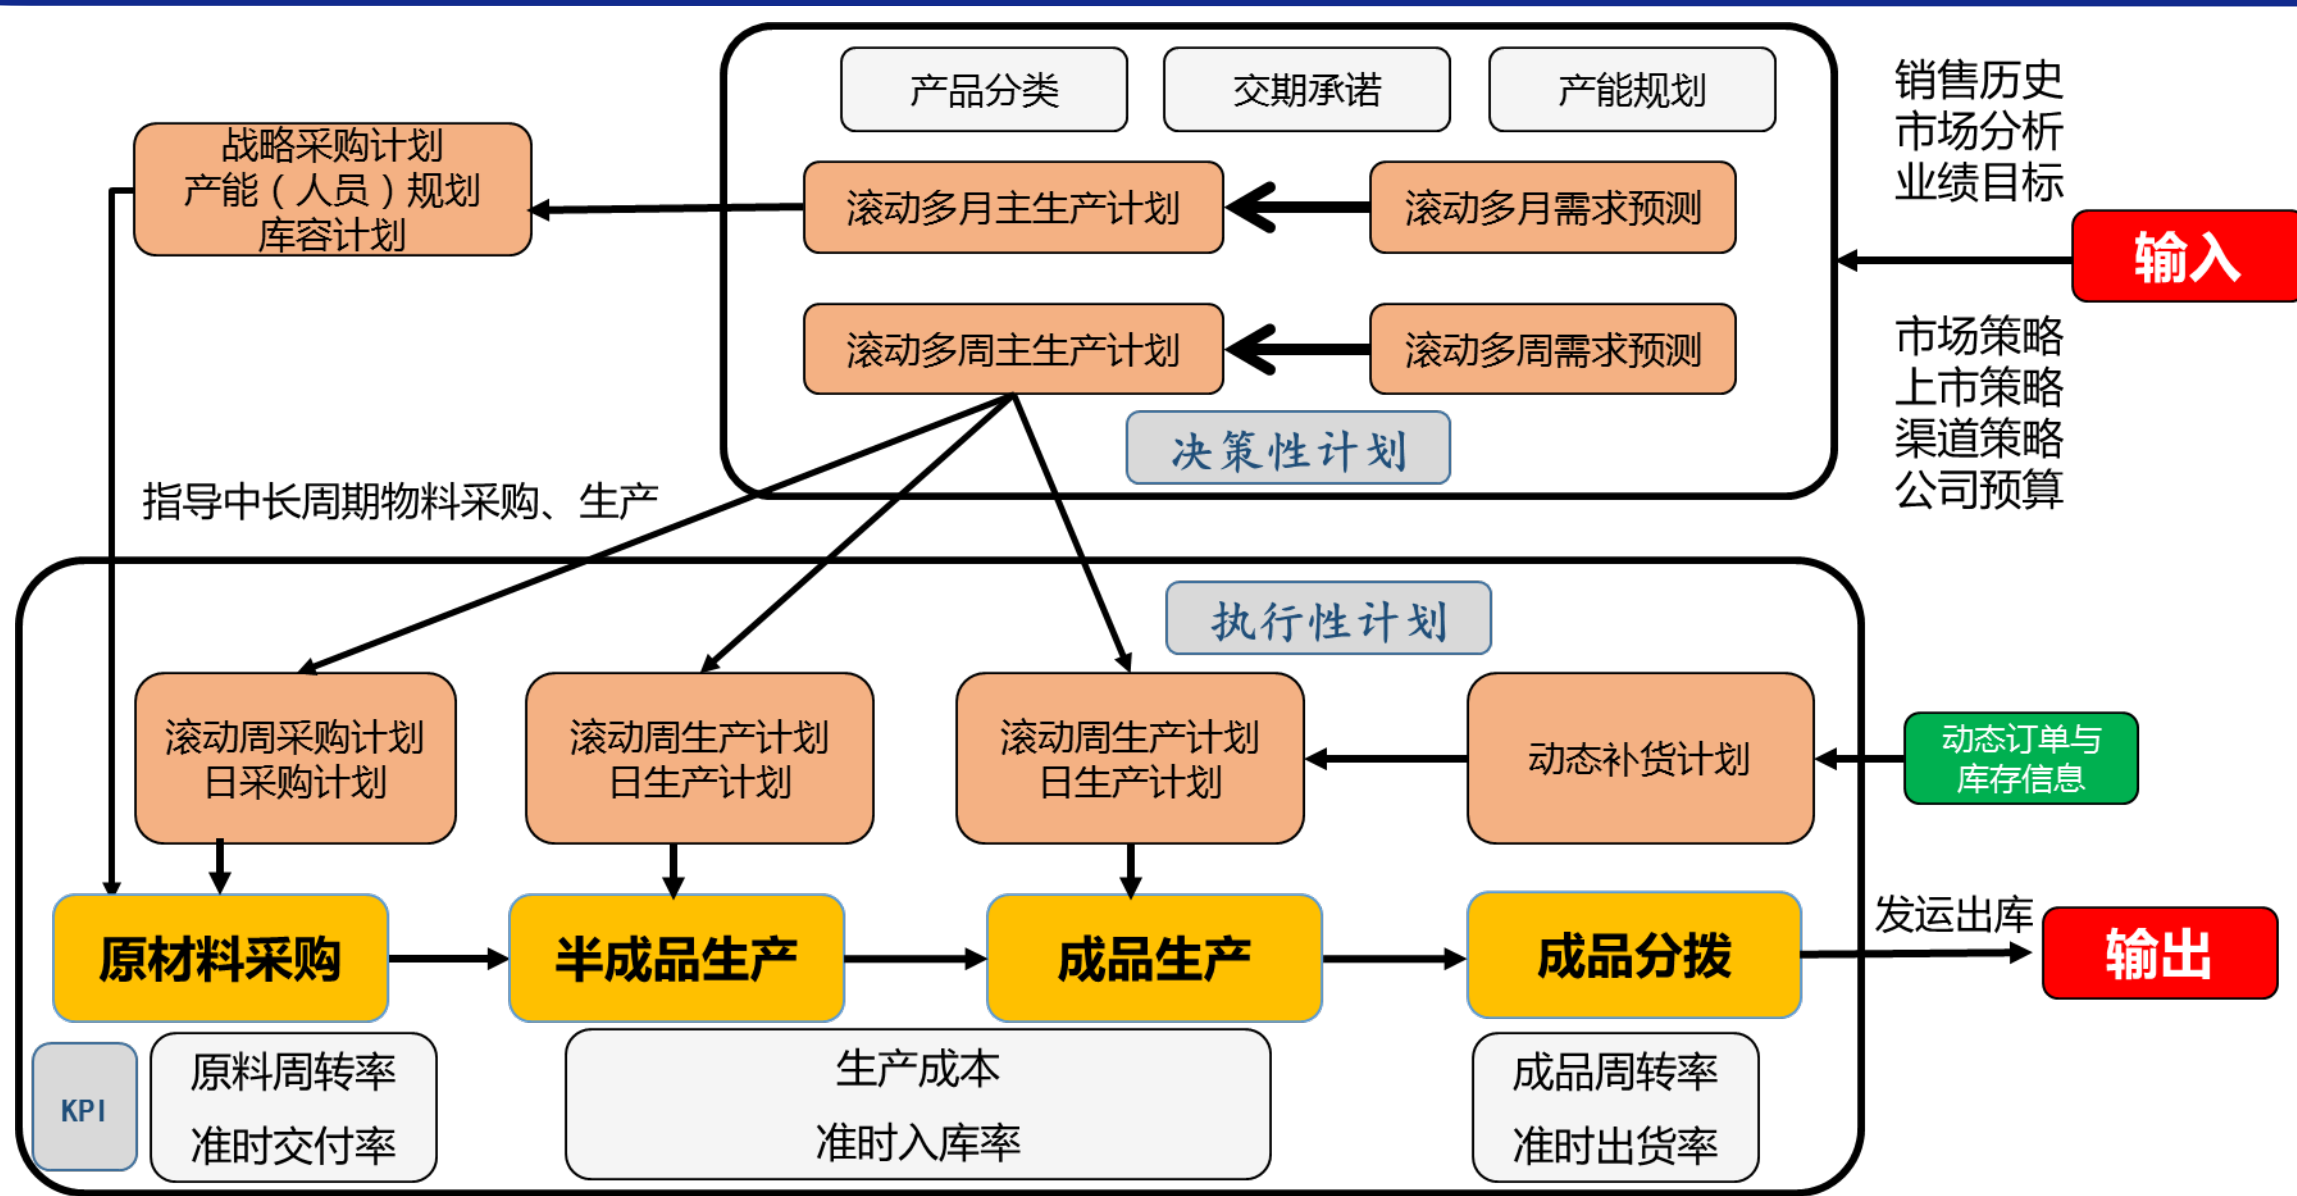 产品分类
交期承诺
产能规划
销售历史
市场分析
业绩目标
战略采购计划
产能（人员）规划
库容计划
滚动多月主生产计划
滚动多月需求预测
输入
滚动多周主生产计划
滚动多周需求预测
市场策略
上市策略
渠道策略
公司预算
决策性计划
指导中长周期物料采购、生产
执行性计划
滚动周采购计划
日采购计划
滚动周生产计划
日生产计划
滚动周生产计划
日生产计划
动态补货计划
动态订单与
库存信息
原材料采购
半成品生产
成品生产
成品分拨
发运出库
输出
KPI
原料周转率
准时交付率
生产成本
准时入库率
成品周转率
准时出货率